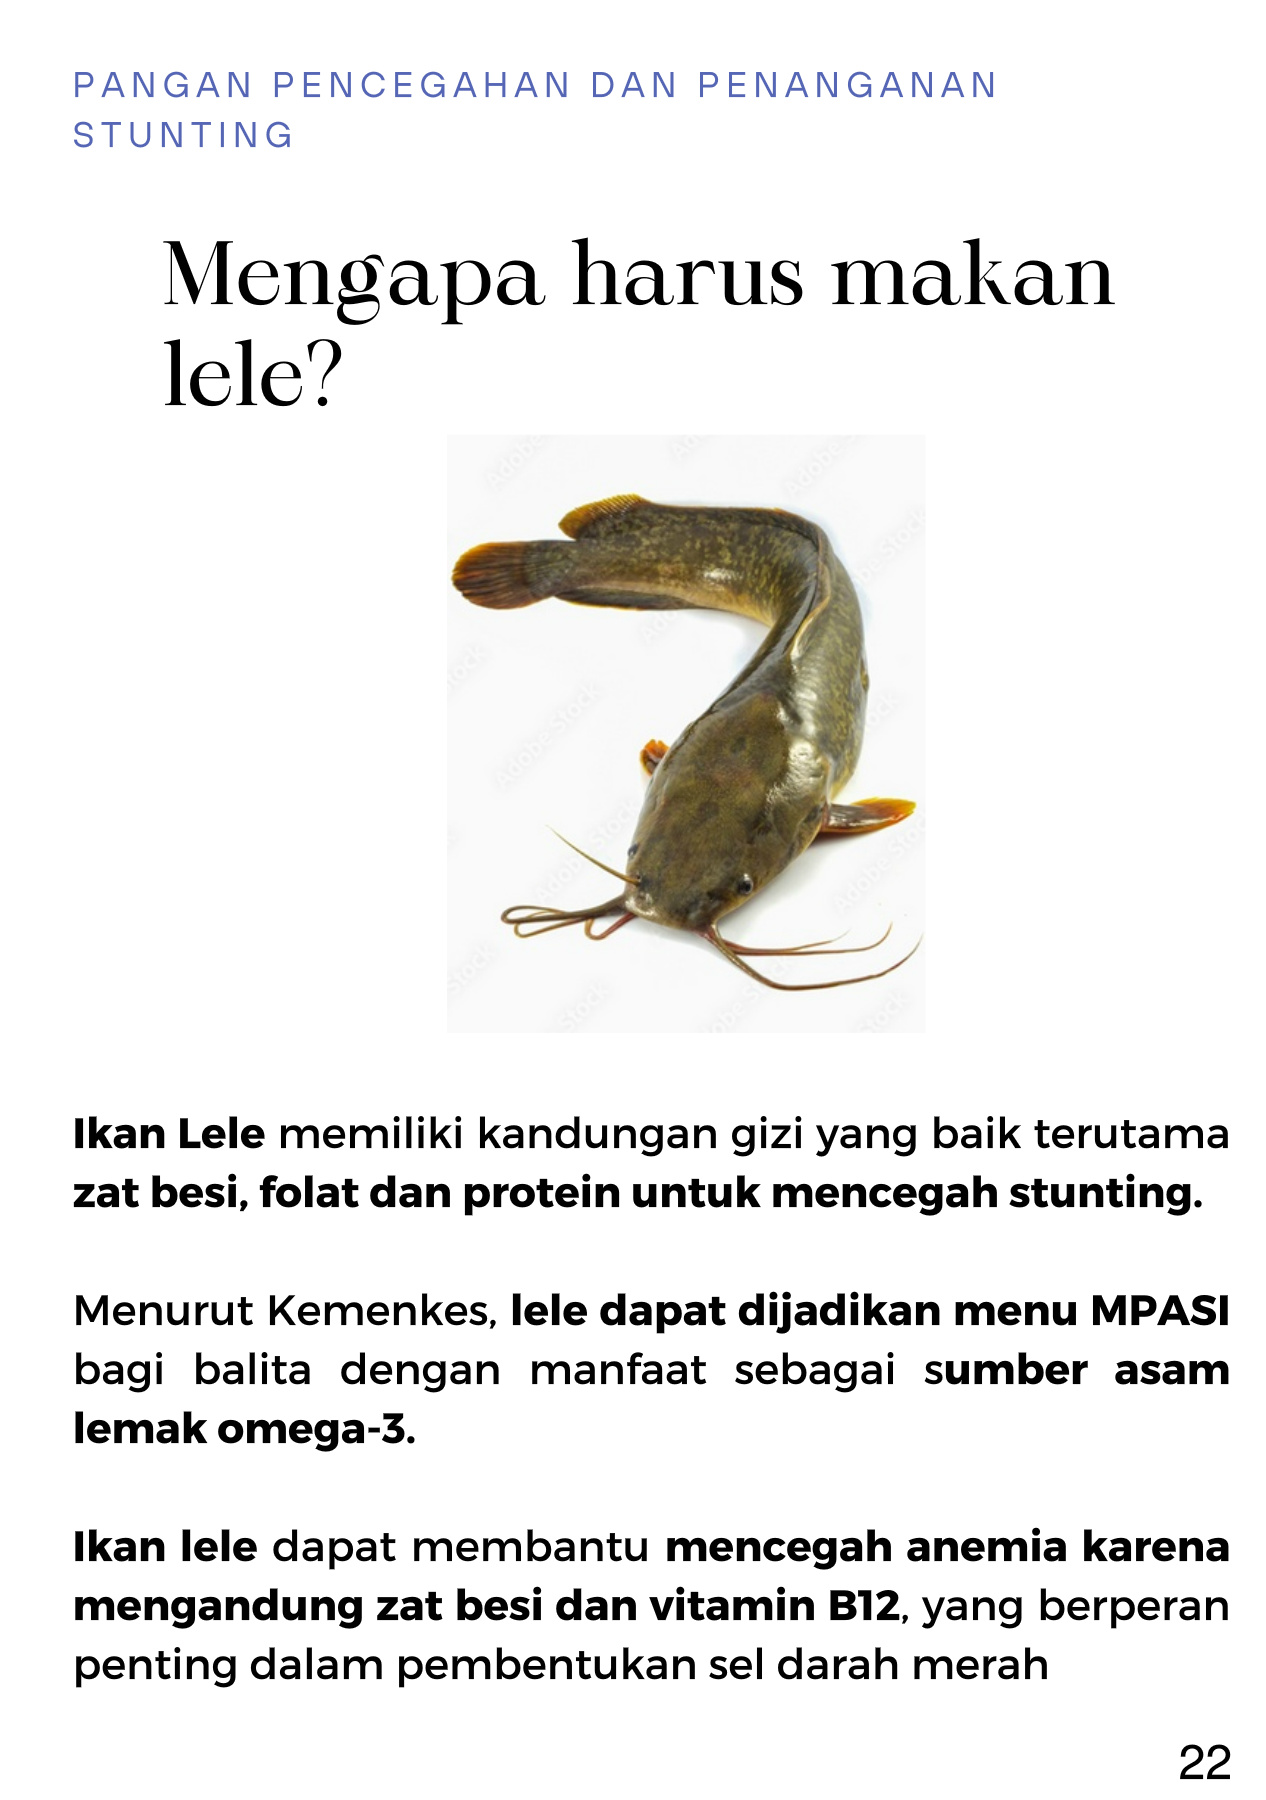 PANGAN PENCEGAHAN DAN PENANGANAN
STUNTING
Mengapa harus makan
lele?
Ikan Lele memiliki kandungan gizi yang baik terutama
zat besi, folat dan protein untuk mencegah stunting.
Menurut Kemenkes, lele dapat dijadikan menu MPASI
bagi balita dengan manfaat sebagai sumber asam
lemak omega-3.
Ikan lele dapat membantu mencegah anemia karena
mengandung zat besi dan vitamin B12, yang berperan
penting dalam pembentukan sel darah merah
22